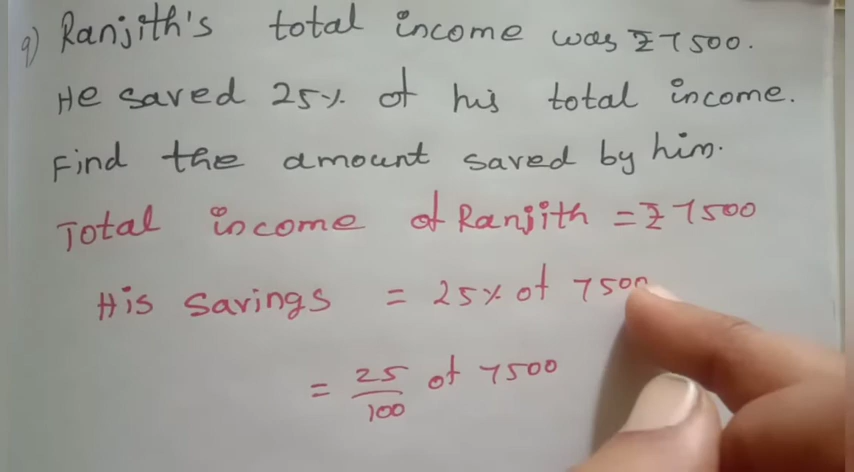 9) Ranjith's total income was ₹7500.
He saved 25% of his total income.
Find the amount saved by him.
Total income of Ranjith = ₹7500
His savings = 25% of 7500
= 25/100 of 7500